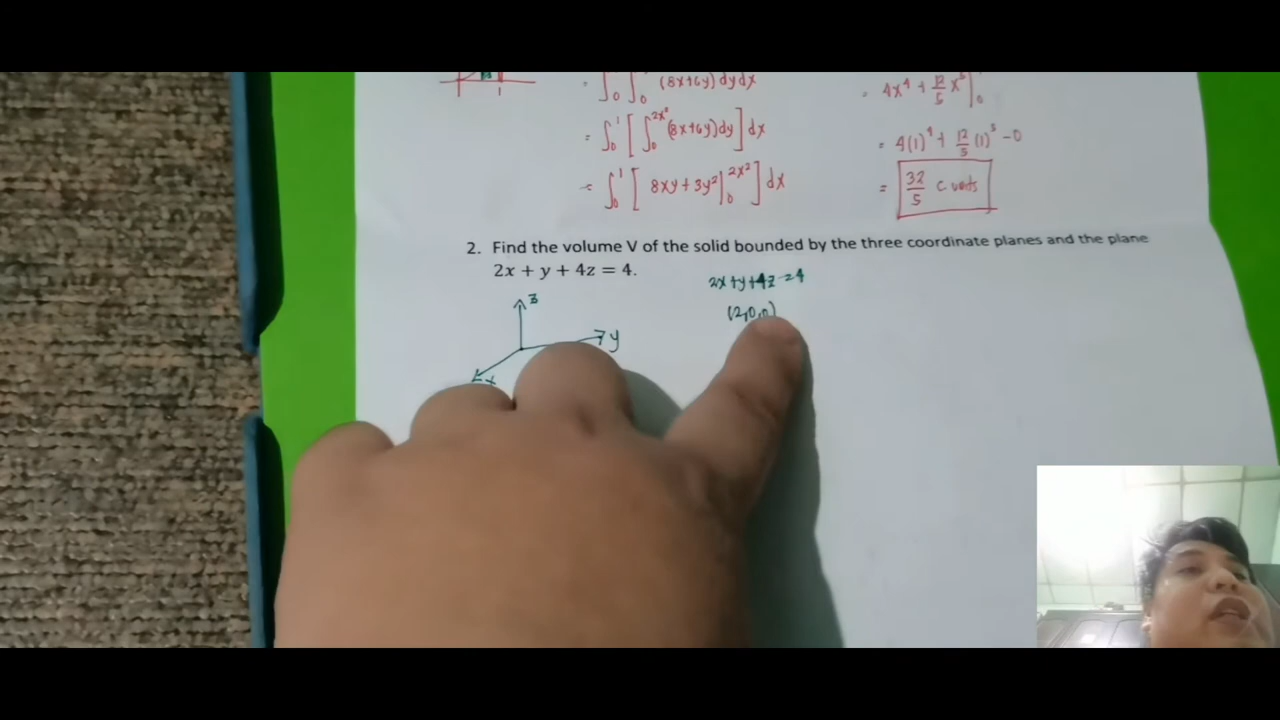 = ∫₀¹ ∫₀ (8x+6y) dy dx
= ∫₀¹ [ ∫₀^2x² (8x+6y)dy ] dx
= ∫₀¹ [ 8xy + 3y² |₀^2x² ] dx
= 4x⁴ + 12/5 x⁵ |₀
= 4(1)⁴ + 12/5 (1)⁵ - 0
= 32/5 c. units
2. Find the volume V of the solid bounded by the three coordinate planes and the plane
2x + y + 4z = 4.
2x+y+4z=4
(2,0,0)
z
y
x